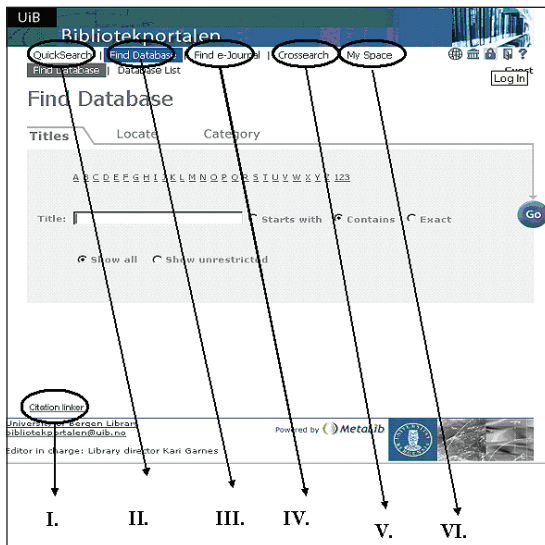 UiB
Bibliotekportalen
QuickSearch | Find Database | Find e-Journal | Crossearch | My Space
Find Database | Database List
Guest
Log In
Find Database
Titles Locate Category
A B C D E F G H I J K L M N O P Q R S T U V W X Y Z 123
Title: Starts with Contains Exact
Go
Show all Show unrestricted
Citation linker
University of Bergen Library
bibliotekportalen@uib.no
Powered by MetaLib
Editor in charge: Library director Kari Garnes
I. II. III. IV. V. VI.